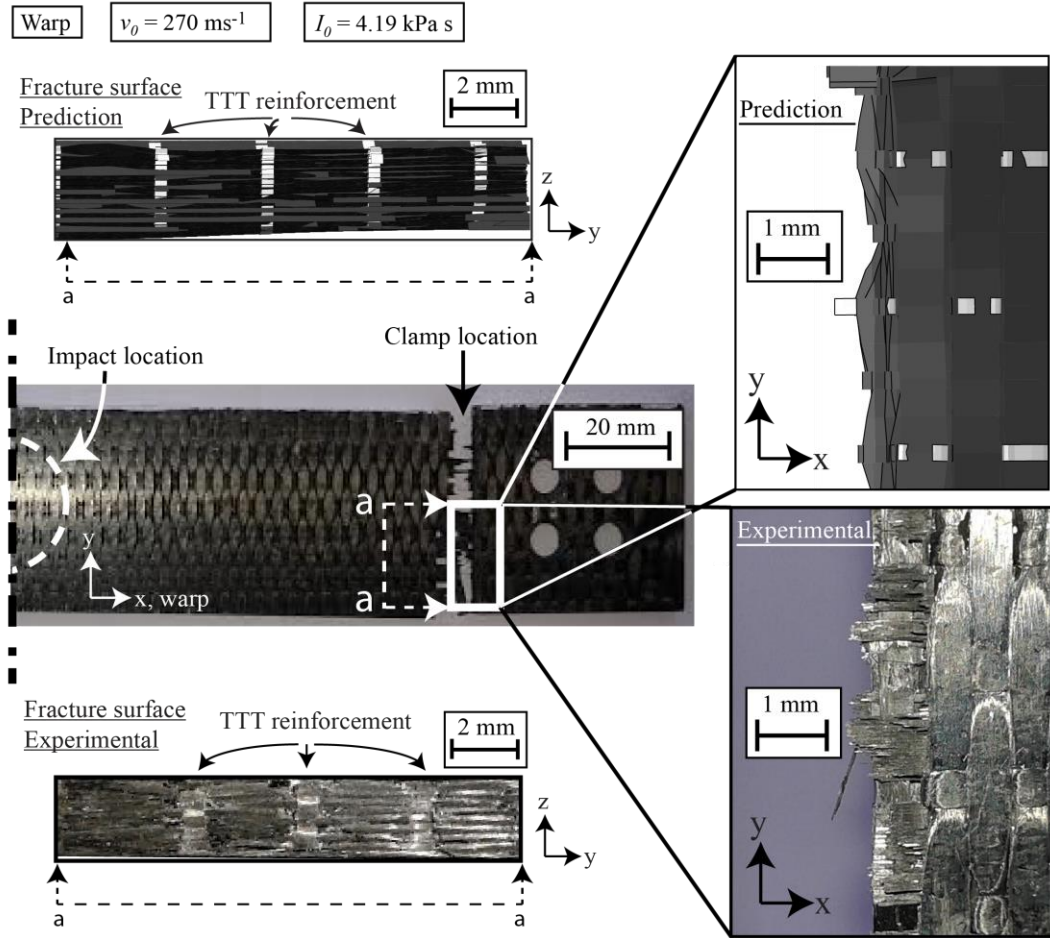 Warp
v₀ = 270 ms⁻¹
I₀ = 4.19 kPa s
Fracture surface
Prediction
TTT reinforcement
2 mm
z
y
a
a
Prediction
1 mm
y
x
Impact location
Clamp location
20 mm
a
a
y
x, warp
Experimental
1 mm
y
x
Fracture surface
Experimental
TTT reinforcement
2 mm
z
y
a
a